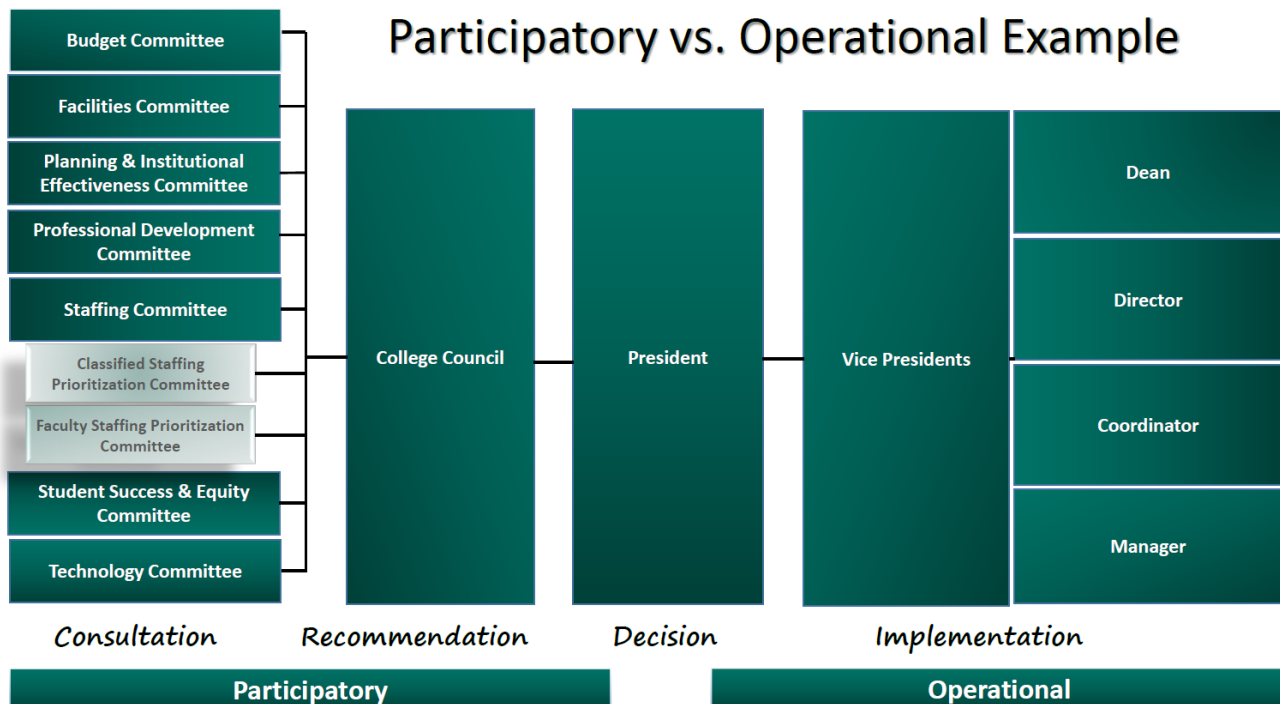 Participatory vs. Operational Example
Budget Committee
Facilities Committee
Planning & Institutional
Effectiveness Committee
Professional Development
Committee
Staffing Committee
Classified Staffing
Prioritization Committee
Faculty Staffing Prioritization
Committee
Student Success & Equity
Committee
Technology Committee
College Council
President
Vice Presidents
Dean
Director
Coordinator
Manager
Consultation
Recommendation
Decision
Implementation
Participatory
Operational